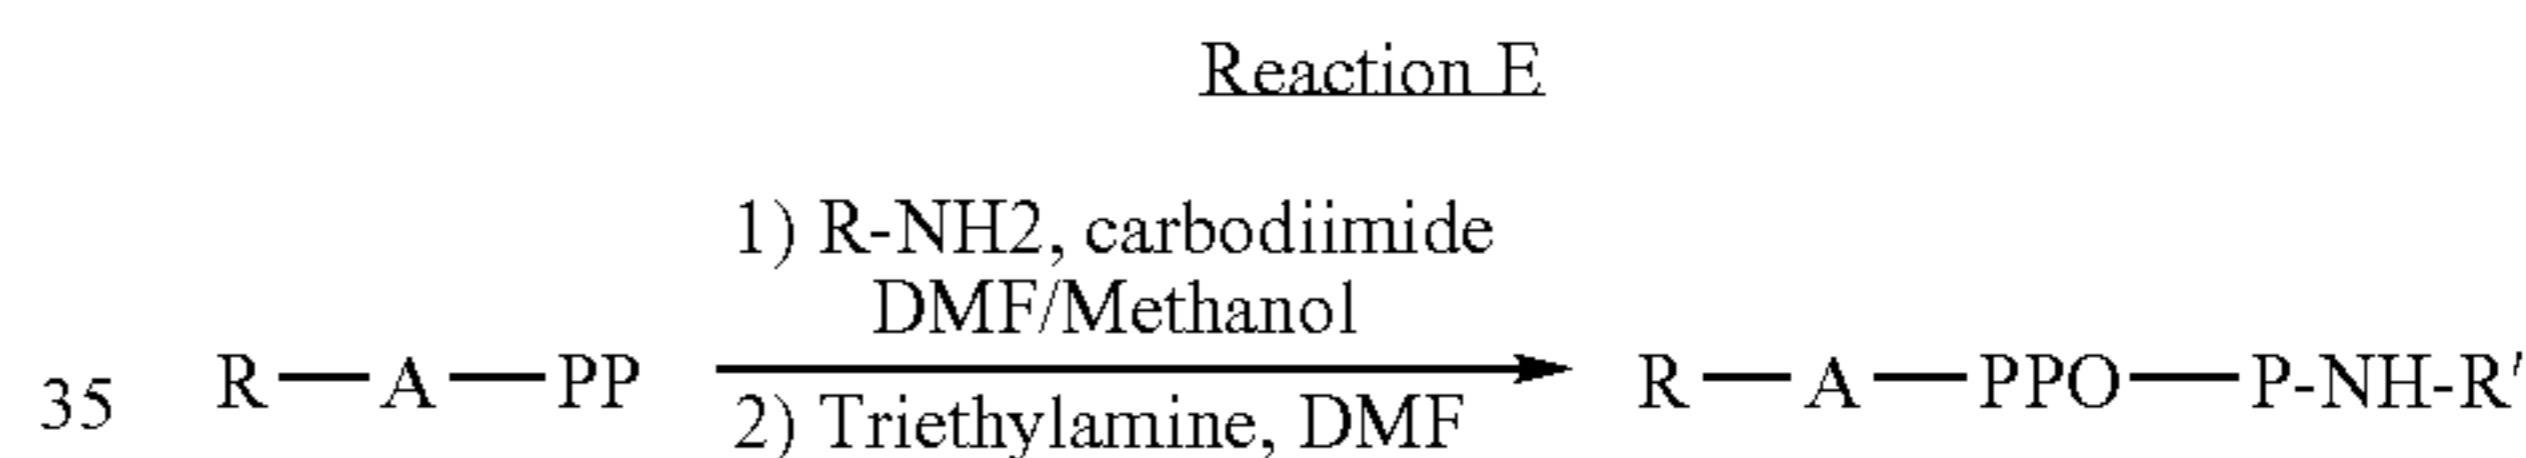 Reaction E
1) R-NH2, carbodiimide
DMF/Methanol
35 R—A—PP R—A—PPO—P-NH-R'
2) Triethylamine, DMF